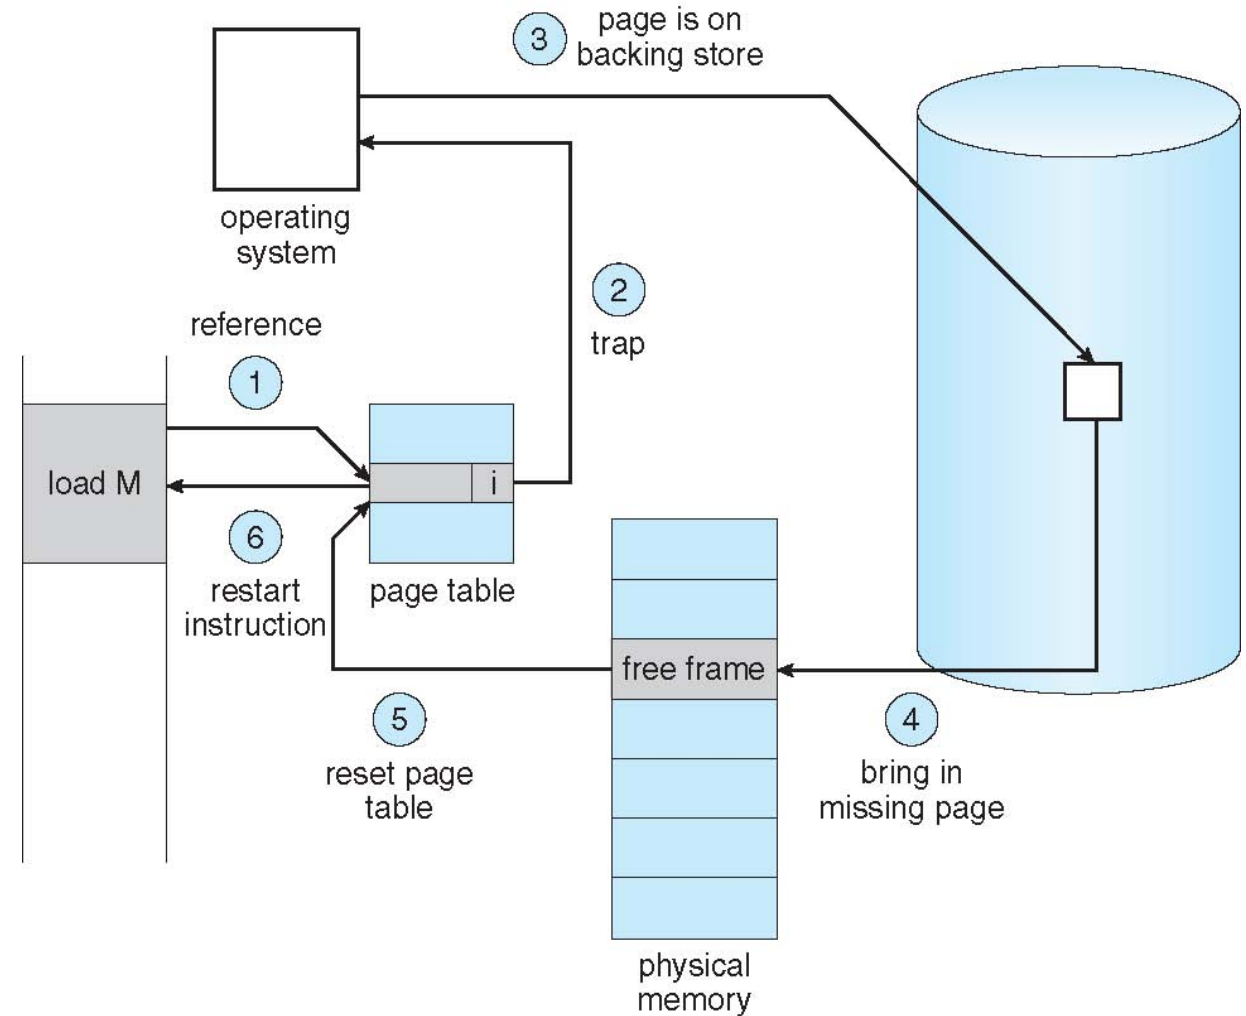 3
page is on
backing store
operating
system
2
trap
reference
1
load M
i
6
restart
instruction
page table
free frame
5
reset page
table
4
bring in
missing page
physical
memory